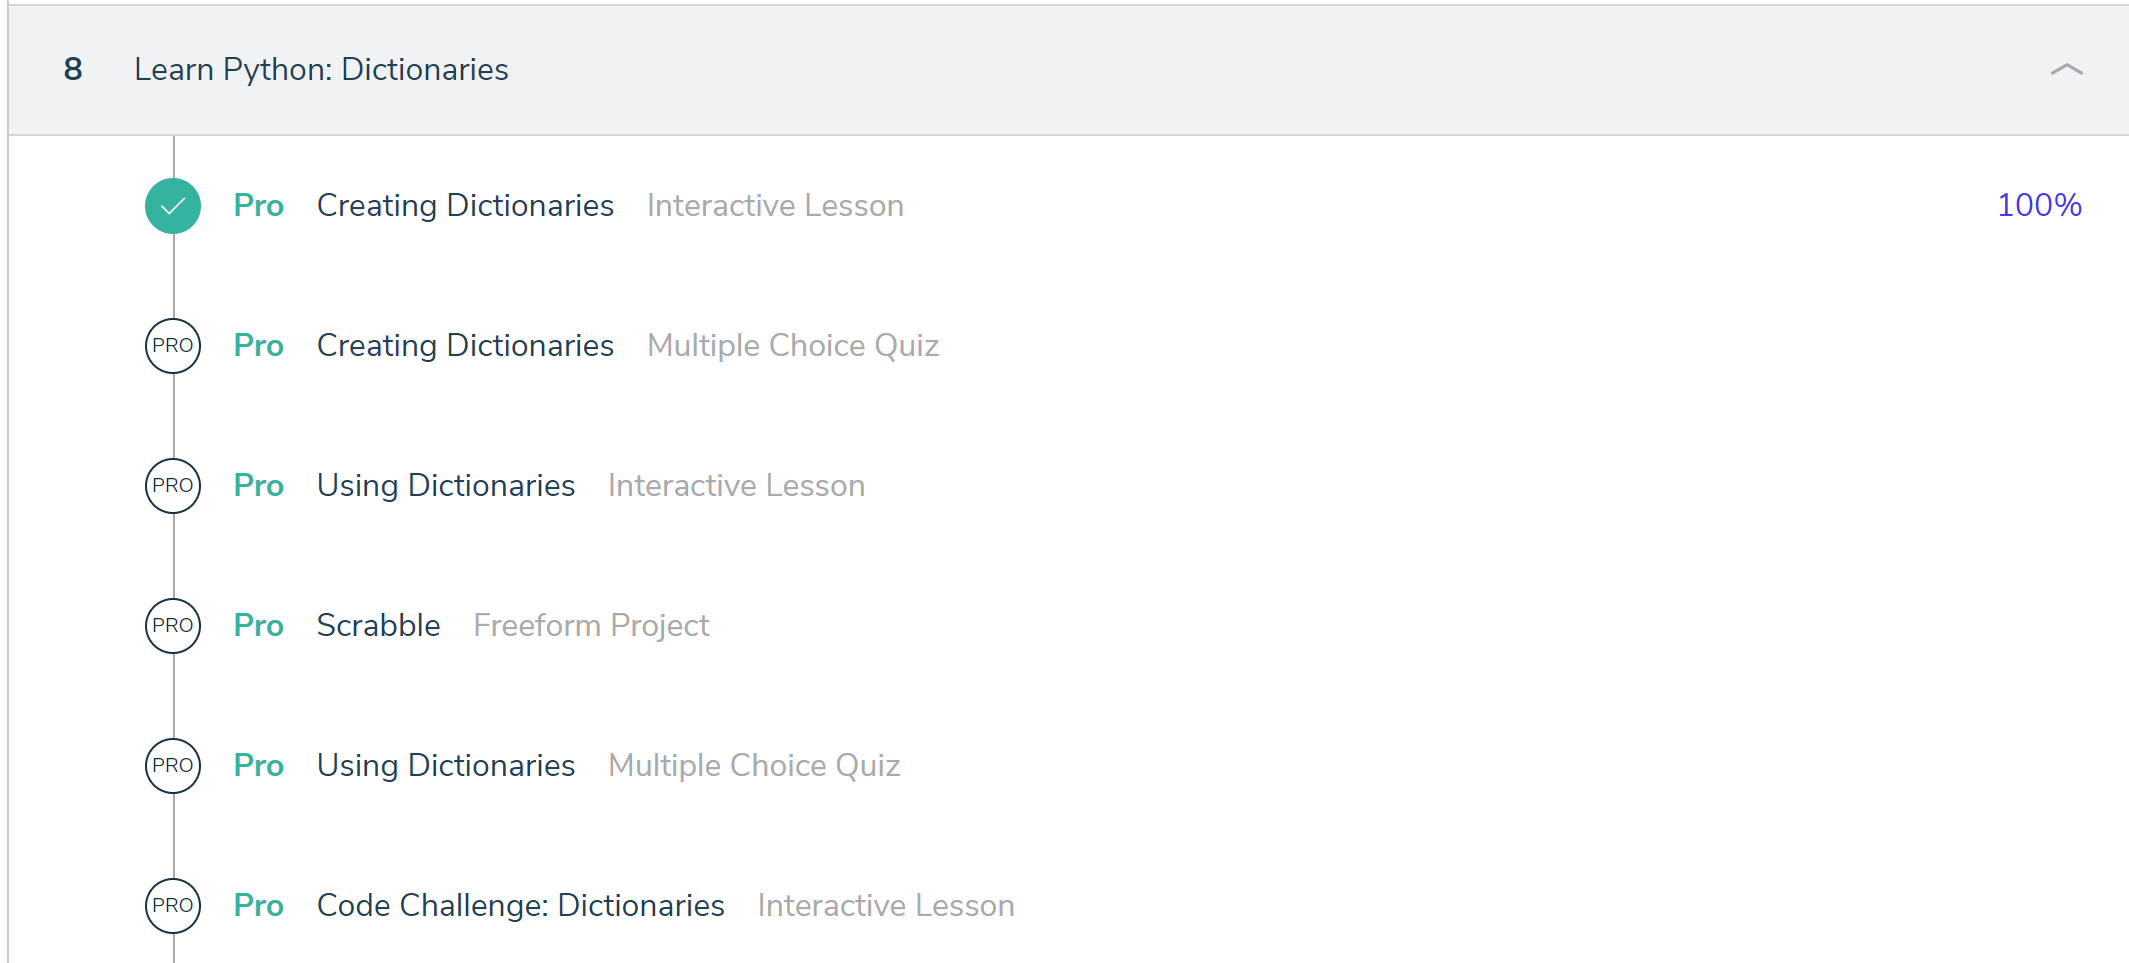 8 Learn Python: Dictionaries
Pro Creating Dictionaries Interactive Lesson 100%
PRO Pro Creating Dictionaries Multiple Choice Quiz
PRO Pro Using Dictionaries Interactive Lesson
PRO Pro Scrabble Freeform Project
PRO Pro Using Dictionaries Multiple Choice Quiz
PRO Pro Code Challenge: Dictionaries Interactive Lesson